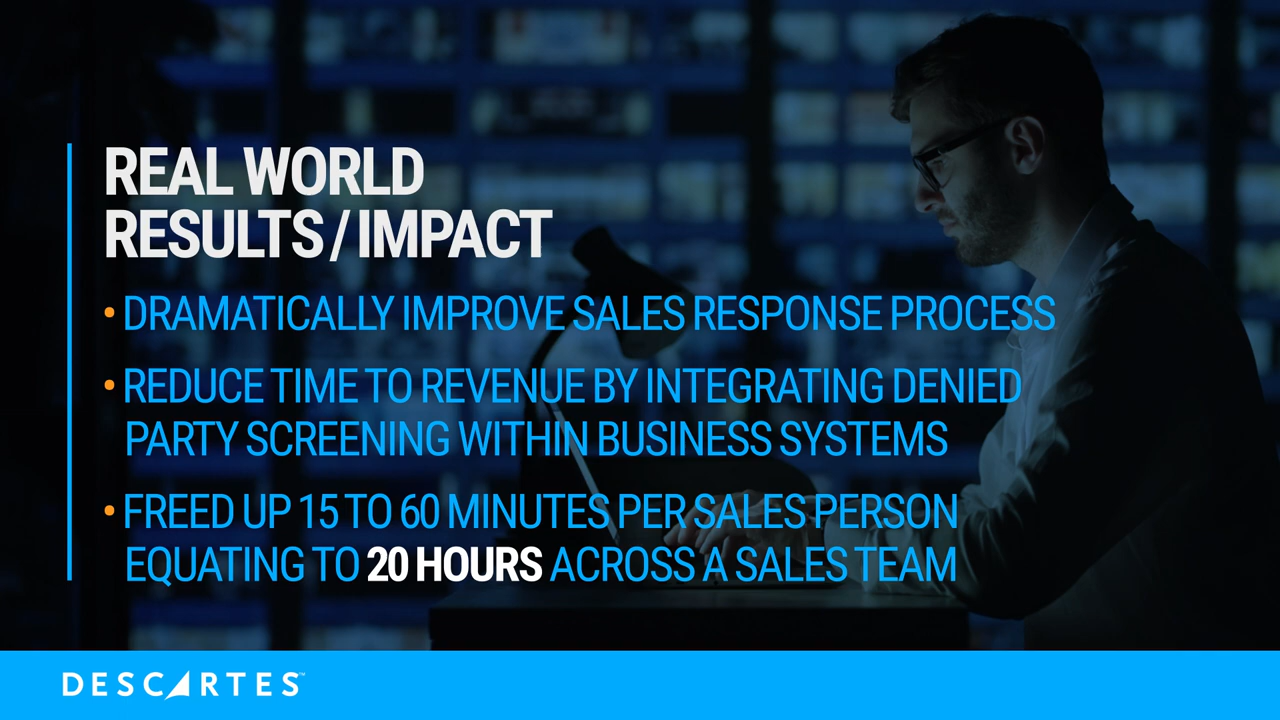 REAL WORLD
RESULTS / IMPACT
• DRAMATICALLY IMPROVE SALES RESPONSE PROCESS
• REDUCE TIME TO REVENUE BY INTEGRATING DENIED
PARTY SCREENING WITHIN BUSINESS SYSTEMS
• FREED UP 15 TO 60 MINUTES PER SALES PERSON
EQUATING TO 20 HOURS ACROSS A SALES TEAM
DESCARTES™